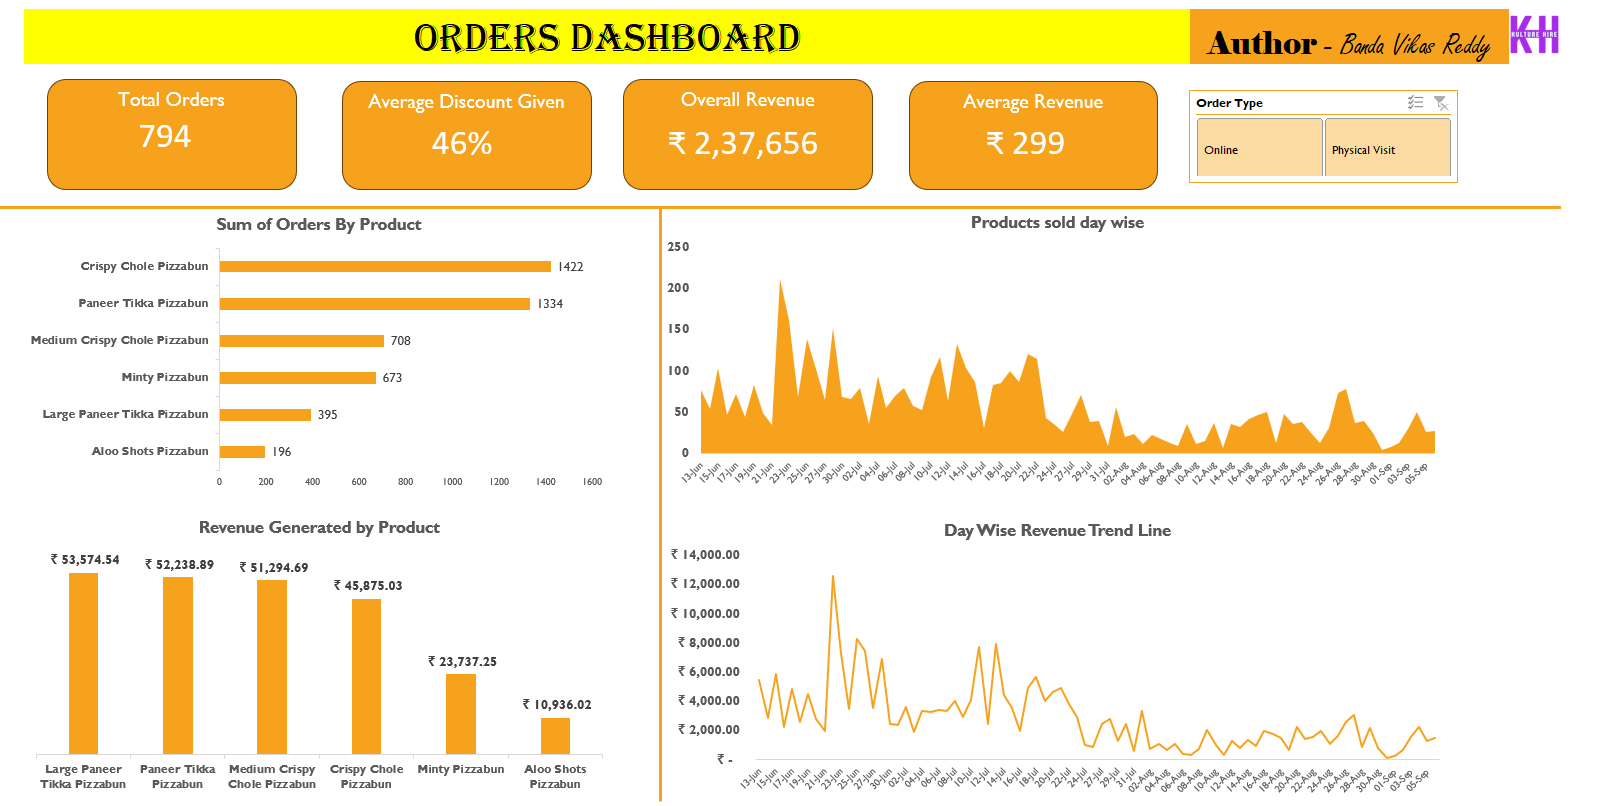 ORDERS DASHBOARD
Author - Banda Vikas Reddy
KH
KULTURE HIRE
Total Orders
794
Average Discount Given
46%
Overall Revenue
₹ 2,37,656
Average Revenue
₹ 299
Order Type
Online
Physical Visit
Sum of Orders By Product
Crispy Chole Pizzabun 1422
Paneer Tikka Pizzabun 1334
Medium Crispy Chole Pizzabun 708
Minty Pizzabun 673
Large Paneer Tikka Pizzabun 395
Aloo Shots Pizzabun 196
0 200 400 600 800 1000 1200 1400 1600
Products sold day wise
250
200
150
100
50
0
13-Jun 15-Jun 17-Jun 19-Jun 21-Jun 23-Jun 25-Jun 27-Jun 30-Jun 02-Jul 04-Jul 06-Jul 08-Jul 10-Jul 12-Jul 14-Jul 16-Jul 18-Jul 20-Jul 22-Jul 24-Jul 27-Jul 29-Jul 31-Jul 02-Aug 04-Aug 06-Aug 08-Aug 10-Aug 12-Aug 14-Aug 16-Aug 18-Aug 20-Aug 22-Aug 24-Aug 26-Aug 28-Aug 30-Aug 01-Sep 03-Sep 05-Sep
Revenue Generated by Product
₹ 53,574.54
₹ 52,238.89
₹ 51,294.69
₹ 45,875.03
₹ 23,737.25
₹ 10,936.02
Large Paneer Tikka Pizzabun
Paneer Tikka Pizzabun
Medium Crispy Chole Pizzabun
Crispy Chole Pizzabun
Minty Pizzabun
Aloo Shots Pizzabun
Day Wise Revenue Trend Line
₹ 14,000.00
₹ 12,000.00
₹ 10,000.00
₹ 8,000.00
₹ 6,000.00
₹ 4,000.00
₹ 2,000.00
₹ -
13-Jun 15-Jun 17-Jun 19-Jun 21-Jun 23-Jun 25-Jun 27-Jun 30-Jun 02-Jul 04-Jul 06-Jul 08-Jul 10-Jul 12-Jul 14-Jul 16-Jul 18-Jul 20-Jul 22-Jul 24-Jul 27-Jul 29-Jul 31-Jul 02-Aug 04-Aug 06-Aug 08-Aug 10-Aug 12-Aug 14-Aug 16-Aug 18-Aug 20-Aug 22-Aug 24-Aug 26-Aug 28-Aug 30-Aug 01-Sep 03-Sep 05-Sep